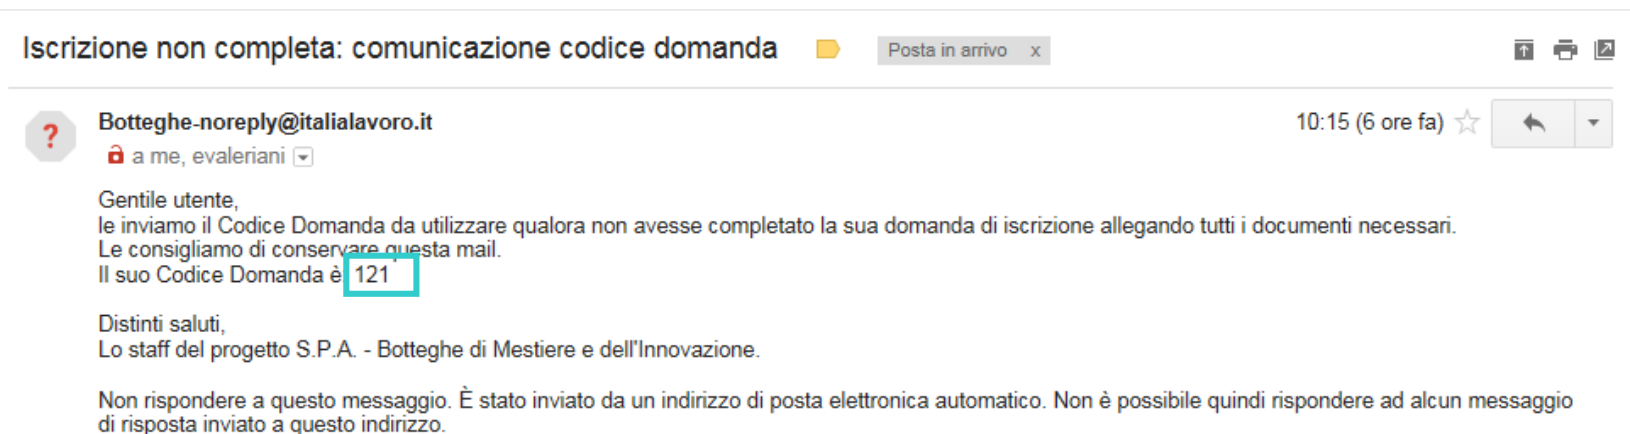 Iscrizione non completa: comunicazione codice domanda Posta in arrivo x
Botteghe-noreply@italialavoro.it 10:15 (6 ore fa)
a me, evaleriani
Gentile utente,
le inviamo il Codice Domanda da utilizzare qualora non avesse completato la sua domanda di iscrizione allegando tutti i documenti necessari.
Le consigliamo di conservare questa mail.
Il suo Codice Domanda è 121
Distinti saluti,
Lo staff del progetto S.P.A. - Botteghe di Mestiere e dell'Innovazione.
Non rispondere a questo messaggio. È stato inviato da un indirizzo di posta elettronica automatico. Non è possibile quindi rispondere ad alcun messaggio
di risposta inviato a questo indirizzo.